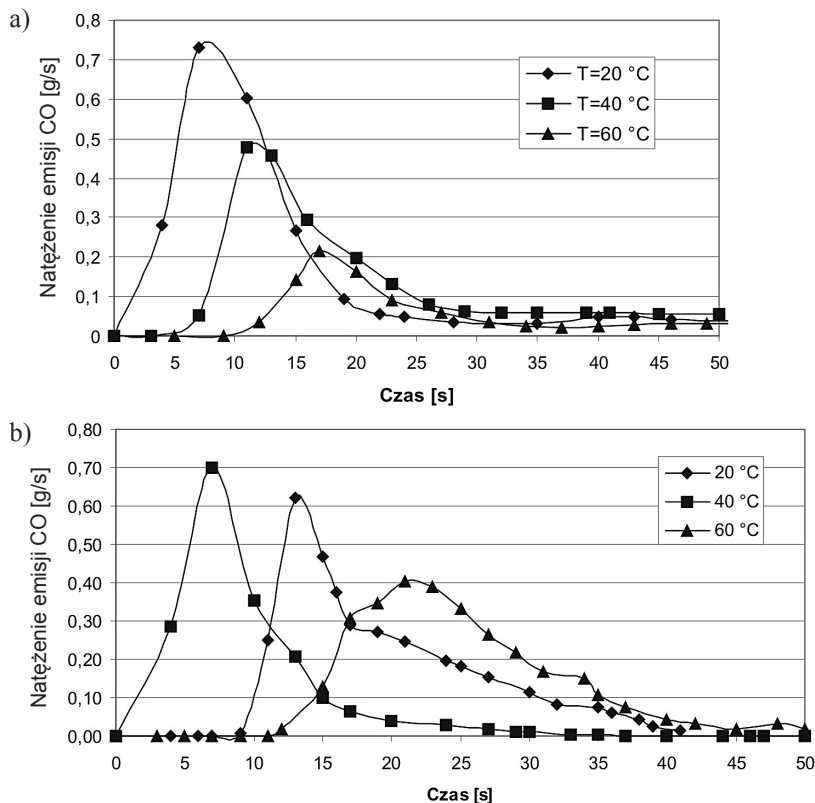 a)
Natężenie emisji CO [g/s]
0,8
0,7
0,6
0,5
0,4
0,3
0,2
0,1
0
0 5 10 15 20 25 30 35 40 45 50
Czas [s]
T=20 °C
T=40 °C
T=60 °C
b)
Natężenie emisji CO [g/s]
0,80
0,70
0,60
0,50
0,40
0,30
0,20
0,10
0,00
0 5 10 15 20 25 30 35 40 45 50
Czas [s]
20 °C
40 °C
60 °C